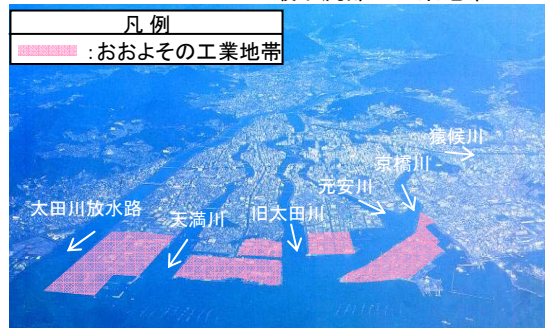 凡 例
:おおよその工業地帯
猿候川
京橋川
元安川
旧太田川
天満川
太田川放水路